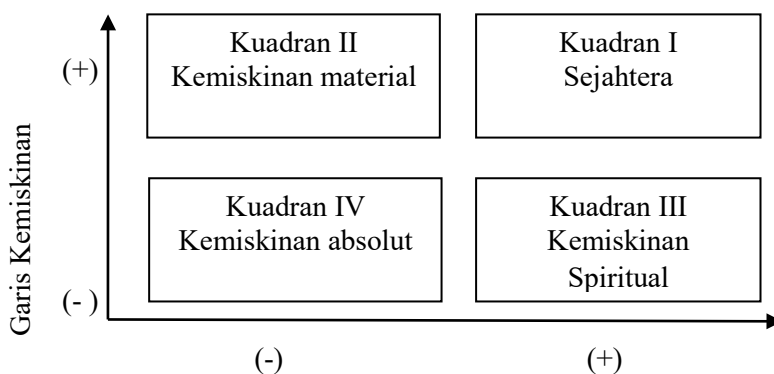 Kuadran II
Kemiskinan material
Kuadran I
Sejahtera
(+)
Kuadran IV
Kemiskinan absolut
Kuadran III
Kemiskinan
Spiritual
(- )
Garis Kemiskinan
(-)
(+)